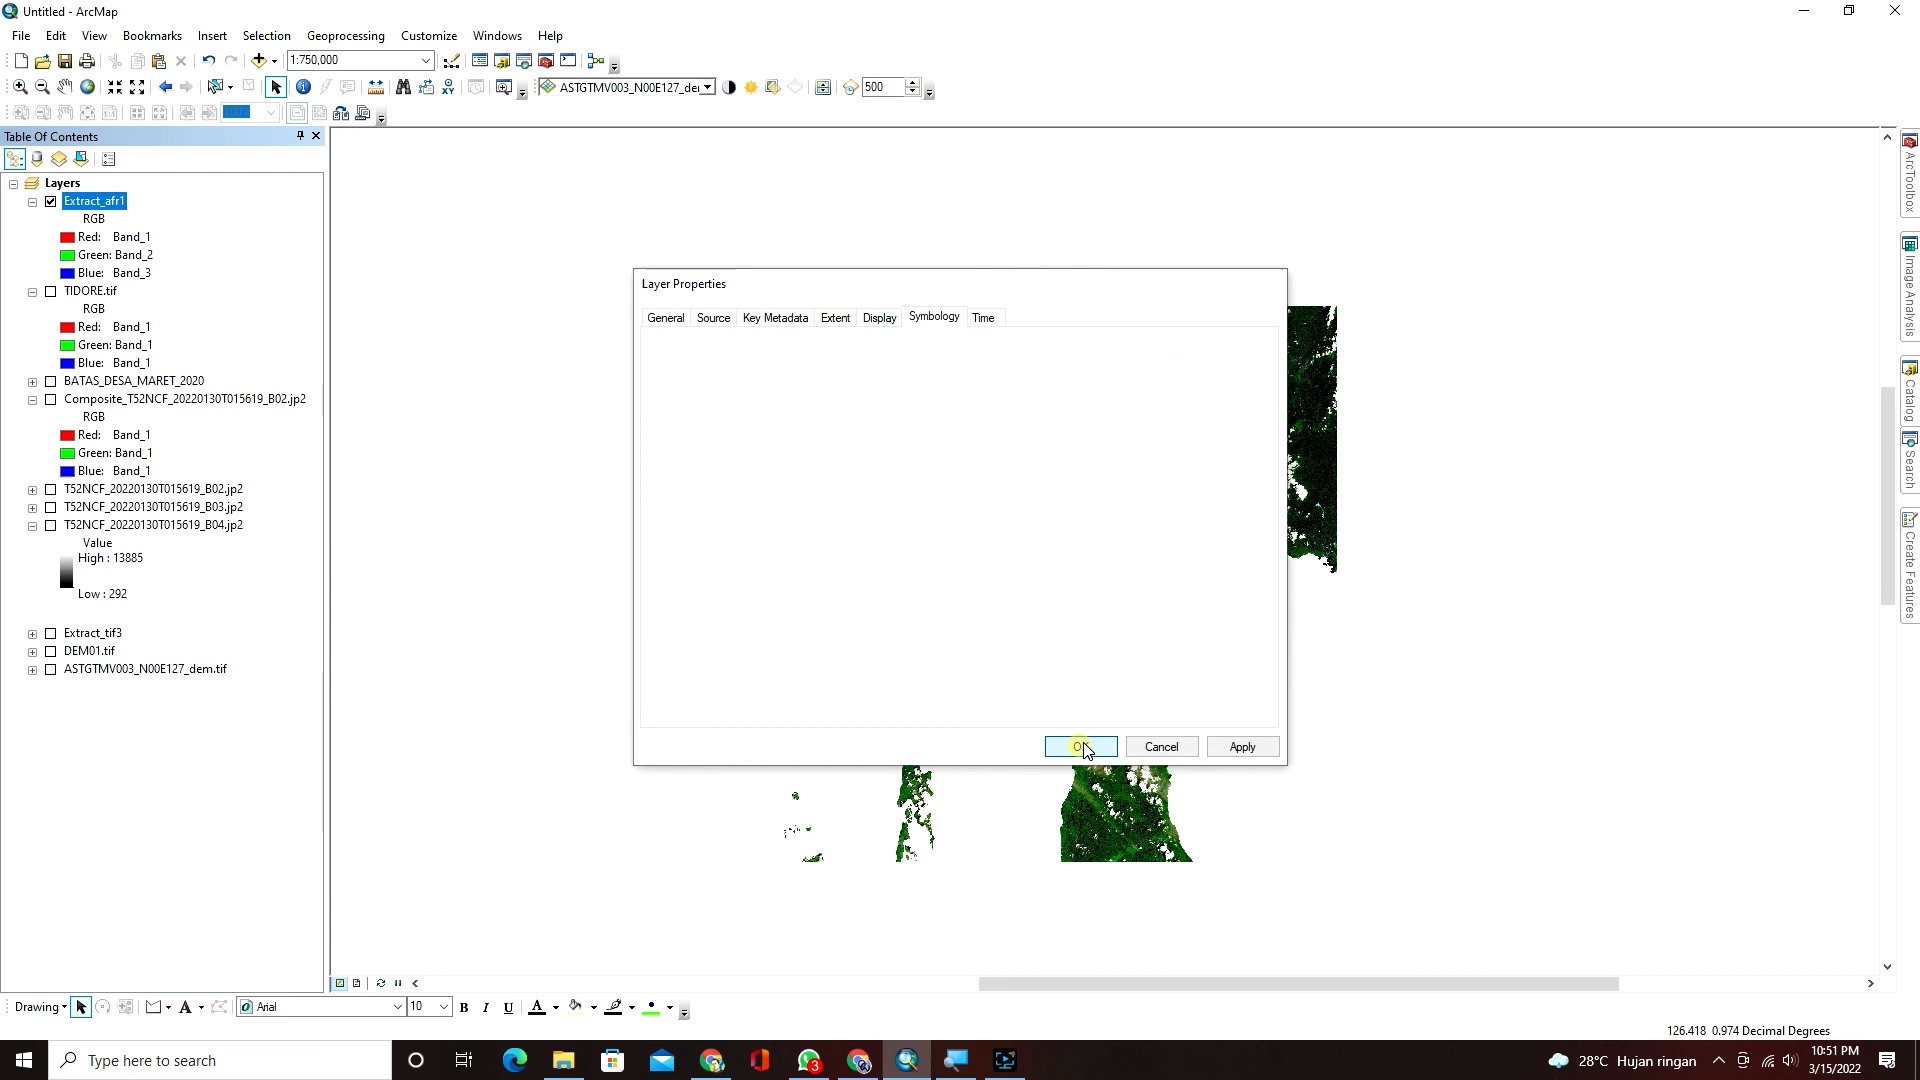 Untitled - ArcMap
File Edit View Bookmarks Insert Selection Geoprocessing Customize Windows Help
1:750,000
ASTGTMV003_N00E127_de
500
100%
Table Of Contents
Layers
Extract_afr1
RGB
Red: Band_1
Green: Band_2
Blue: Band_3
TIDORE.tif
RGB
Red: Band_1
Green: Band_1
Blue: Band_1
BATAS_DESA_MARET_2020
Composite_T52NCF_20220130T015619_B02.jp2
RGB
Red: Band_1
Green: Band_1
Blue: Band_1
T52NCF_20220130T015619_B02.jp2
T52NCF_20220130T015619_B03.jp2
T52NCF_20220130T015619_B04.jp2
Value
High : 13885
Low : 292
Extract_tif3
DEM01.tif
ASTGTMV003_N00E127_dem.tif
Layer Properties
General Source Key Metadata Extent Display Symbology Time
OK Cancel Apply
ArcToolbox
Image Analysis
Catalog
Search
Create Features
Drawing
Arial
10
B I U A
126.418 0.974 Decimal Degrees
Type here to search
3
28°C Hujan ringan
10:51 PM
3/15/2022